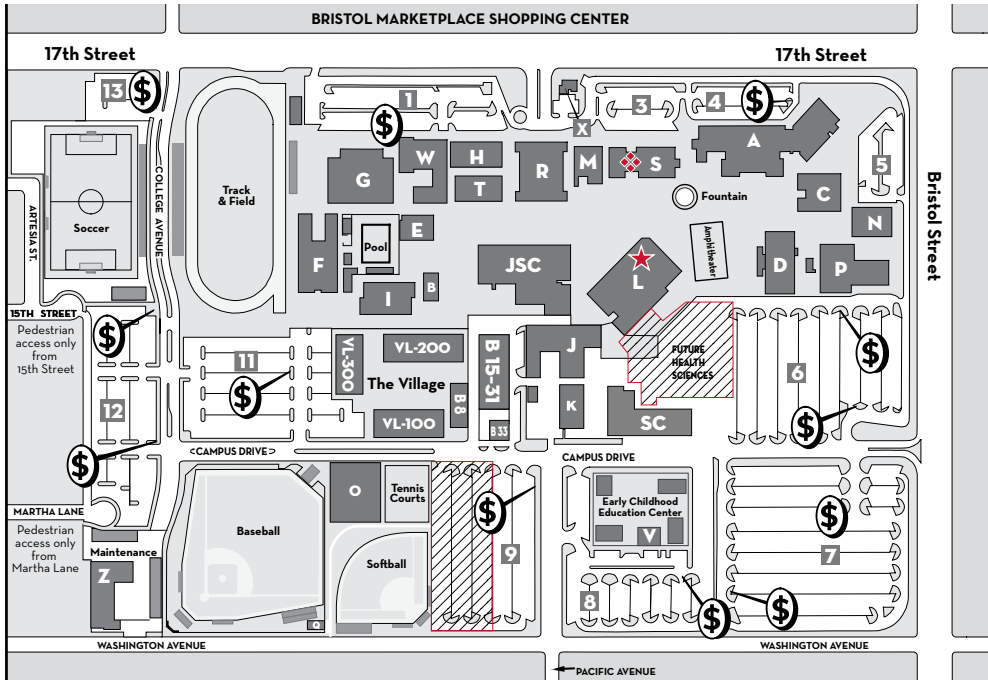 BRISTOL MARKETPLACE SHOPPING CENTER
17th Street
17th Street
13
$
1
$
3
4
$
X
5
W
H
G
T
R
M
S
A
C
N
Fountain
Amphitheater
Bristol Street
Track
& Field
COLLEGE AVENUE
ARTESIA ST.
Soccer
E
Pool
F
I
B
JSC
L
D
P
15TH STREET
Pedestrian
access only
from
15th Street
$
11
$
12
$
VL-300
VL-200
The Village
VL-100
B 8
B 15-31
B 33
J
K
SC
FUTURE
HEALTH
SCIENCES
6
$
$
CAMPUS DRIVE
CAMPUS DRIVE
MARTHA LANE
Pedestrian
access only
from
Martha Lane
Maintenance
Z
Baseball
O
Tennis
Courts
Softball
Q
9
$
Early Childhood
Education Center
V
8
$
7
$
$
WASHINGTON AVENUE
WASHINGTON AVENUE
PACIFIC AVENUE